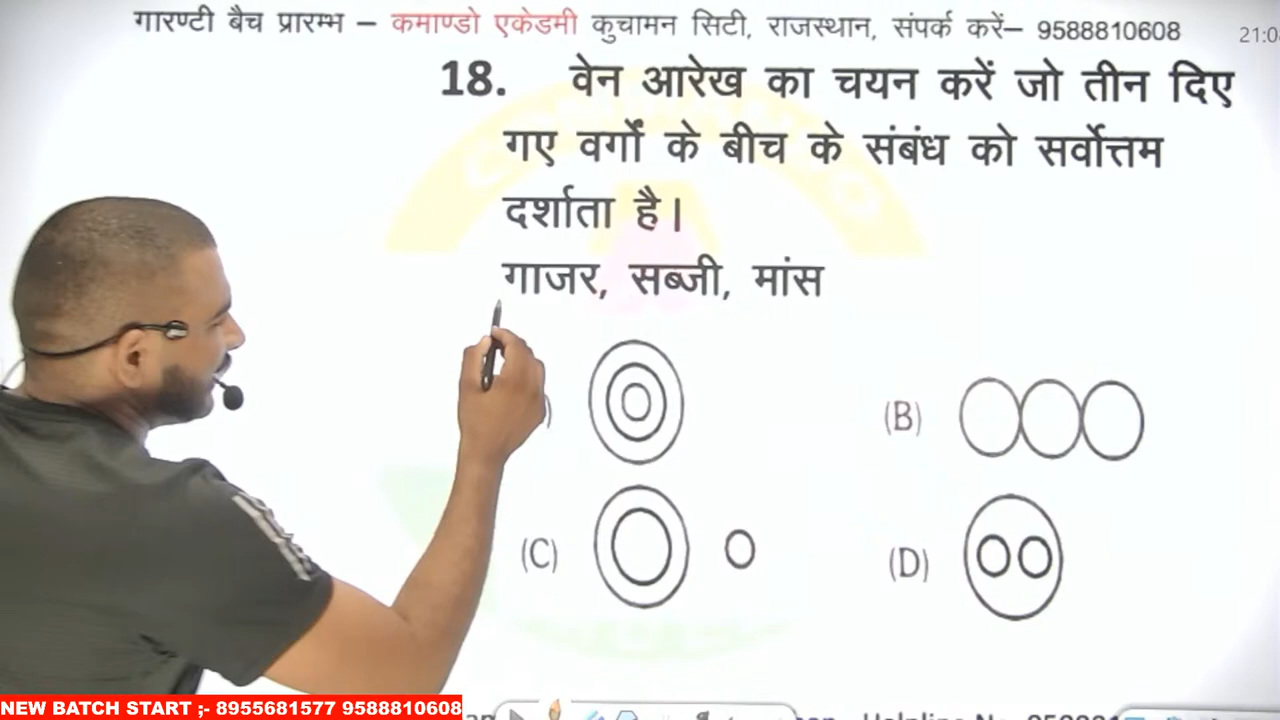 गारण्टी बैच प्रारम्भ – कमाण्डो एकेडमी कुचामन सिटी, राजस्थान, संपर्क करें– 9588810608
18. वेन आरेख का चयन करें जो तीन दिए
गए वर्गों के बीच के संबंध को सर्वोत्तम
दर्शाता है।
गाजर, सब्जी, मांस
(B)
(C)
(D)
NEW BATCH START ;- 8955681577 9588810608